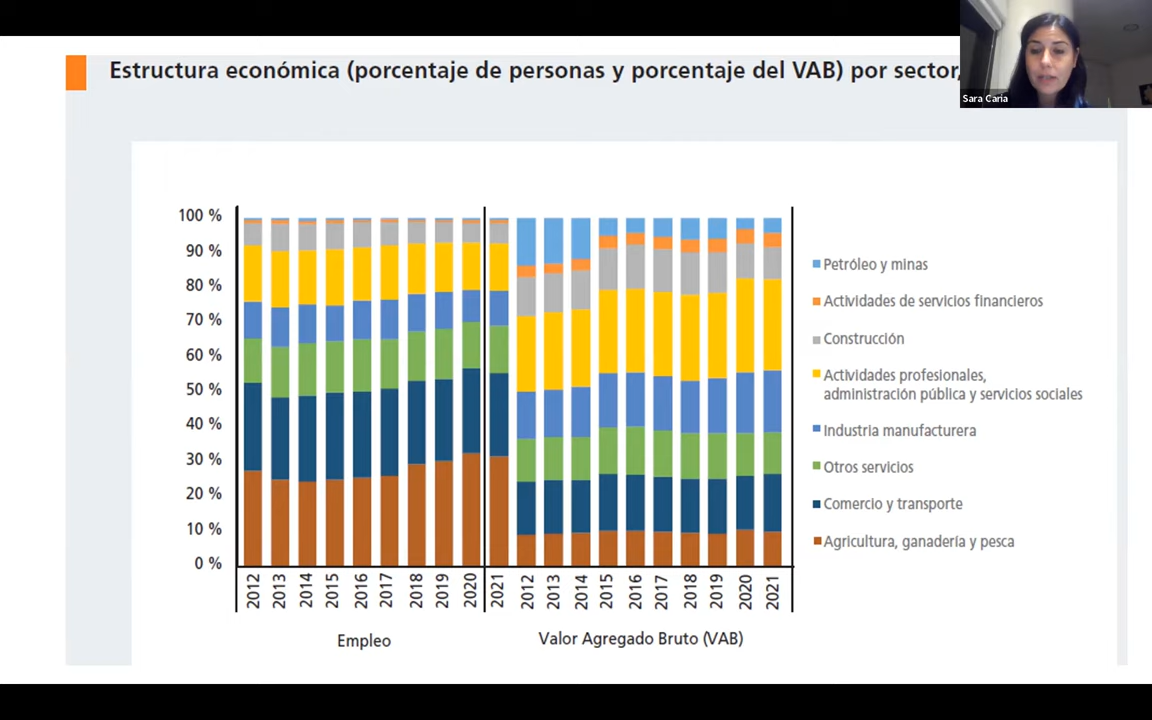 Estructura económica (porcentaje de personas y porcentaje del VAB) por sector,
Sara Caria
100 %
90 %
80 %
70 %
60 %
50 %
40 %
30 %
20 %
10 %
0 %
2012 2013 2014 2015 2016 2017 2018 2019 2020 2021 2012 2013 2014 2015 2016 2017 2018 2019 2020 2021
Empleo
Valor Agregado Bruto (VAB)
Petróleo y minas
Actividades de servicios financieros
Construcción
Actividades profesionales,
administración pública y servicios sociales
Industria manufacturera
Otros servicios
Comercio y transporte
Agricultura, ganadería y pesca